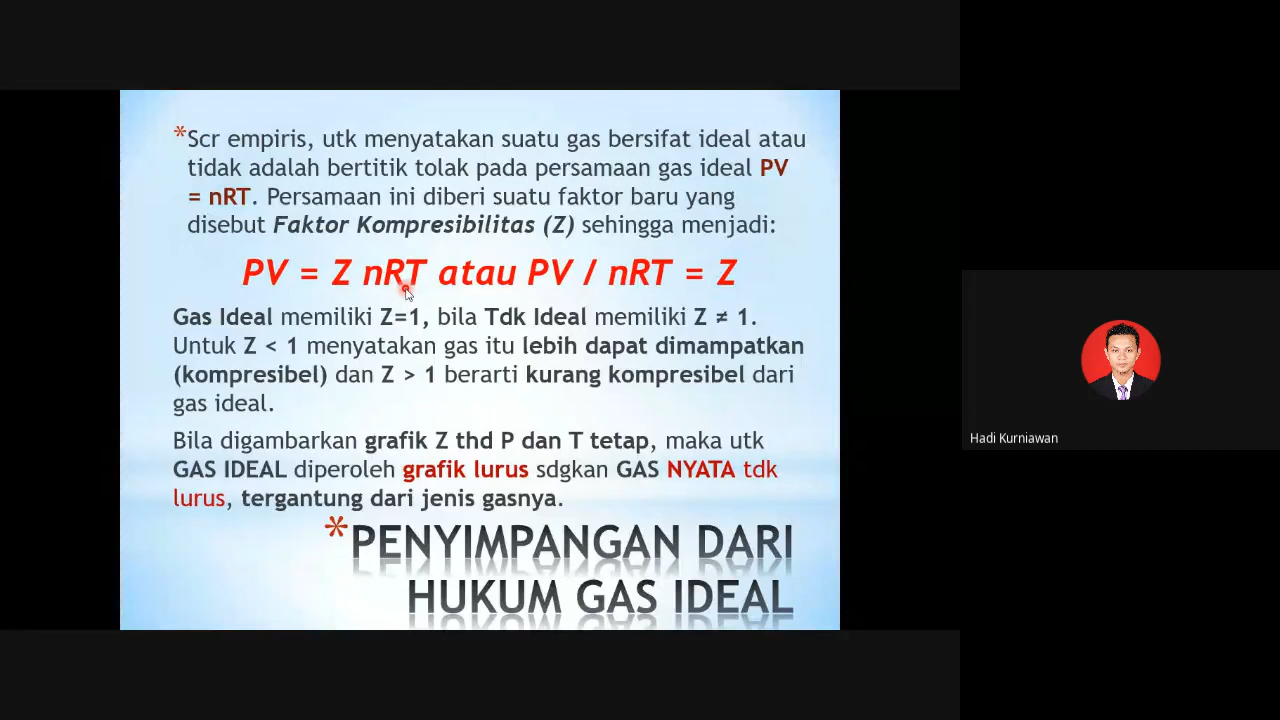 *Scr empiris, utk menyatakan suatu gas bersifat ideal atau
tidak adalah bertitik tolak pada persamaan gas ideal PV
= nRT. Persamaan ini diberi suatu faktor baru yang
disebut Faktor Kompresibilitas (Z) sehingga menjadi:
PV = Z nRT atau PV / nRT = Z
Gas Ideal memiliki Z=1, bila Tdk Ideal memiliki Z ≠ 1.
Untuk Z < 1 menyatakan gas itu lebih dapat dimampatkan
(kompresibel) dan Z > 1 berarti kurang kompresibel dari
gas ideal.
Bila digambarkan grafik Z thd P dan T tetap, maka utk
GAS IDEAL diperoleh grafik lurus sdgkan GAS NYATA tdk
lurus, tergantung dari jenis gasnya.
*PENYIMPANGAN DARI
HUKUM GAS IDEAL
Hadi Kurniawan